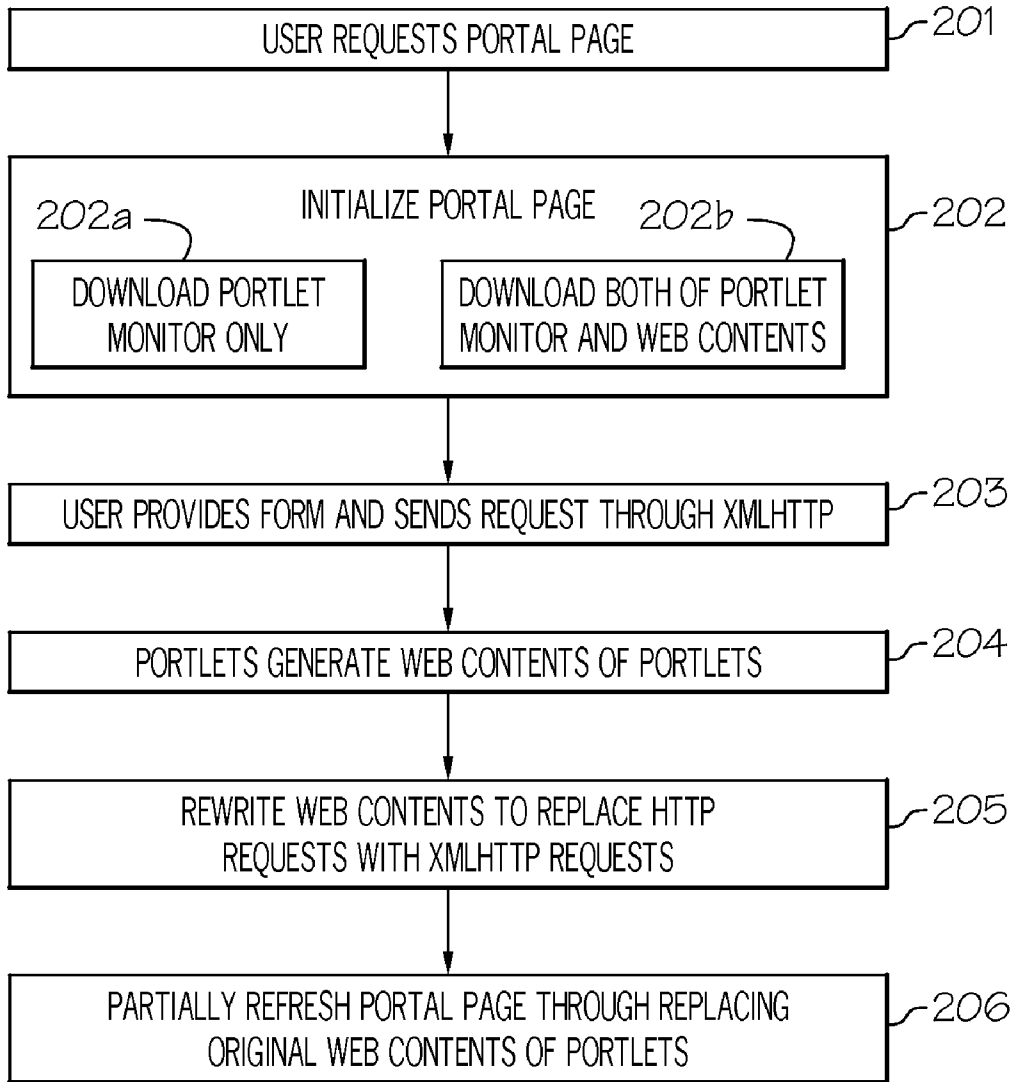 USER REQUESTS PORTAL PAGE
201
INITIALIZE PORTAL PAGE
202
202a
202b
DOWNLOAD PORTLET
MONITOR ONLY
DOWNLOAD BOTH OF PORTLET
MONITOR AND WEB CONTENTS
USER PROVIDES FORM AND SENDS REQUEST THROUGH XMLHTTP
203
PORTLETS GENERATE WEB CONTENTS OF PORTLETS
204
REWRITE WEB CONTENTS TO REPLACE HTTP
REQUESTS WITH XMLHTTP REQUESTS
205
PARTIALLY REFRESH PORTAL PAGE THROUGH REPLACING
ORIGINAL WEB CONTENTS OF PORTLETS
206